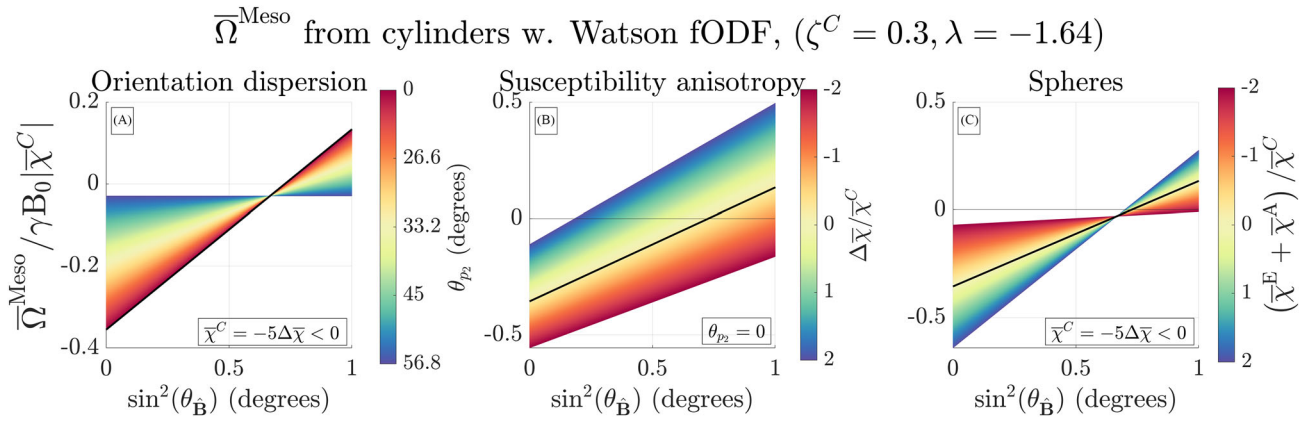 Ω̅^Meso from cylinders w. Watson fODF, (ζ^C = 0.3, λ = −1.64)
Orientation dispersion
Susceptibility anisotropy
Spheres
Ω̅^Meso / γB₀|χ̅^C|
0.2
0
-0.2
-0.4
(A)
χ̅^C = −5Δχ̅ < 0
0 0.5 1
sin²(θ_B̂) (degrees)
0
26.6
33.2
45
56.8
θ_p₂ (degrees)
0.5
0
-0.5
(B)
θ_p₂ = 0
0 0.5 1
sin²(θ_B̂) (degrees)
-2
-1
0
1
2
Δχ̅/χ̅^C
0.5
0
-0.5
(C)
χ̅^C = −5Δχ̅ < 0
0 0.5 1
sin²(θ_B̂) (degrees)
-2
-1
0
1
2
(χ̅^E + χ̅^A) /χ̅^C